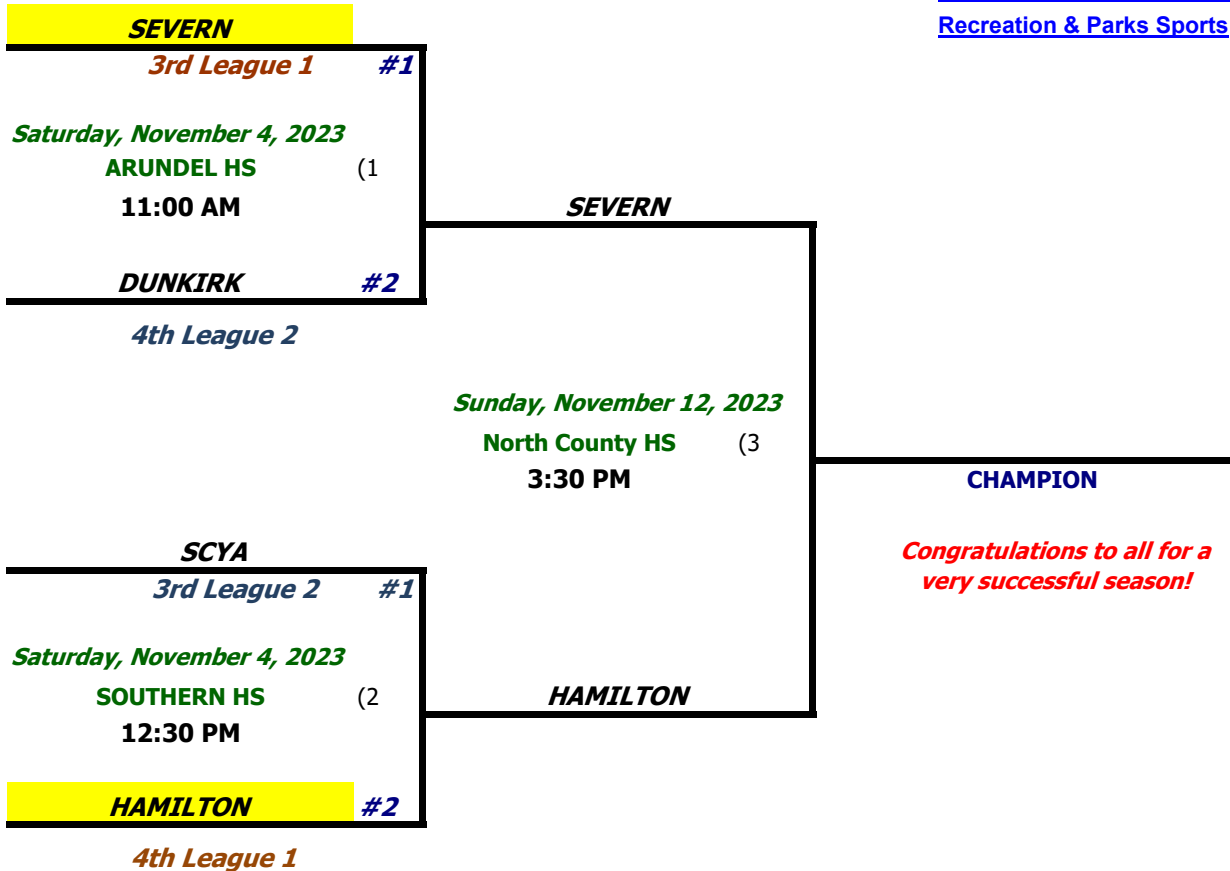 Recreation & Parks Sports
SEVERN
3rd League 1 #1
Saturday, November 4, 2023
ARUNDEL HS (1
11:00 AM
SEVERN
DUNKIRK #2
4th League 2
Sunday, November 12, 2023
North County HS (3
3:30 PM
CHAMPION
Congratulations to all for a
very successful season!
SCYA
3rd League 2 #1
Saturday, November 4, 2023
SOUTHERN HS (2
12:30 PM
HAMILTON
HAMILTON #2
4th League 1